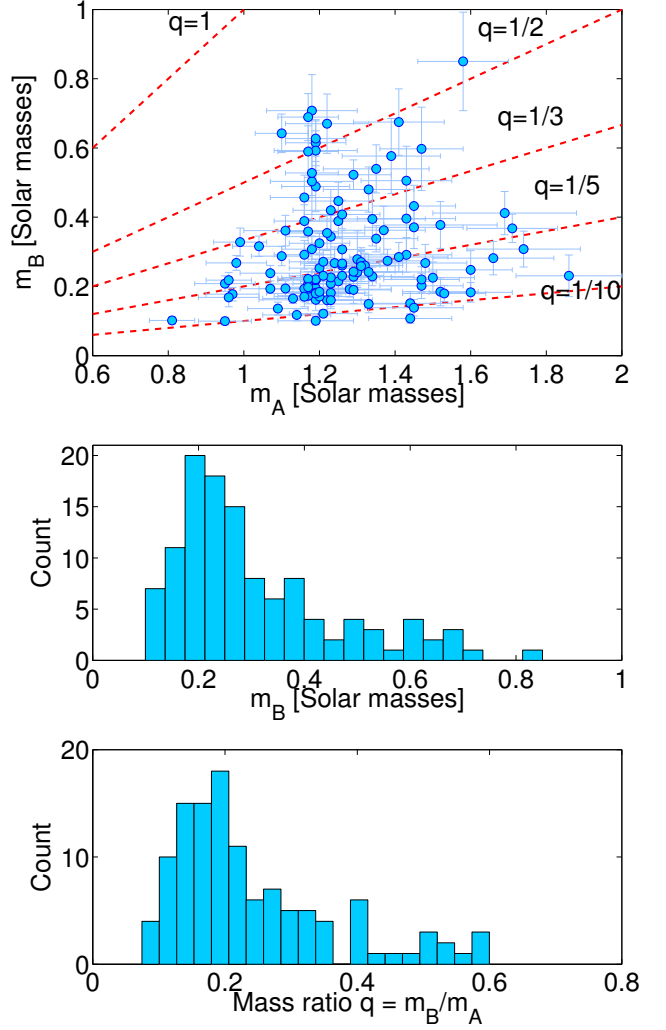 q=1
q=1/2
q=1/3
q=1/5
q=1/10
1
0.8
0.6
0.4
0.2
0
m_B [Solar masses]
0.6 0.8 1 1.2 1.4 1.6 1.8 2
m_A [Solar masses]
20
15
10
5
0
Count
0 0.2 0.4 0.6 0.8 1
m_B [Solar masses]
20
10
0
Count
0 0.2 0.4 0.6 0.8
Mass ratio q = m_B/m_A